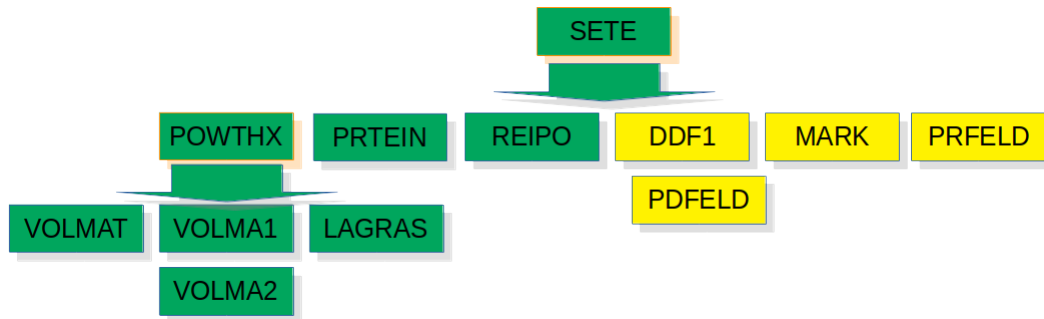 SETE
POWTHX PRTEIN REIPO DDF1 MARK PRFELD
PDFELD
VOLMAT VOLMA1 LAGRAS
VOLMA2